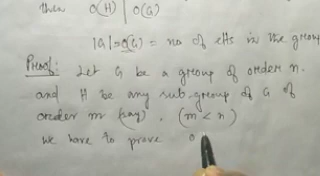 then O(H) | O(G)
|G| = O(G) = no of elts in the group
Proof: Let G be a group of order n.
and H be any sub-group of G of
order m (say). (m < n)
we have to prove o